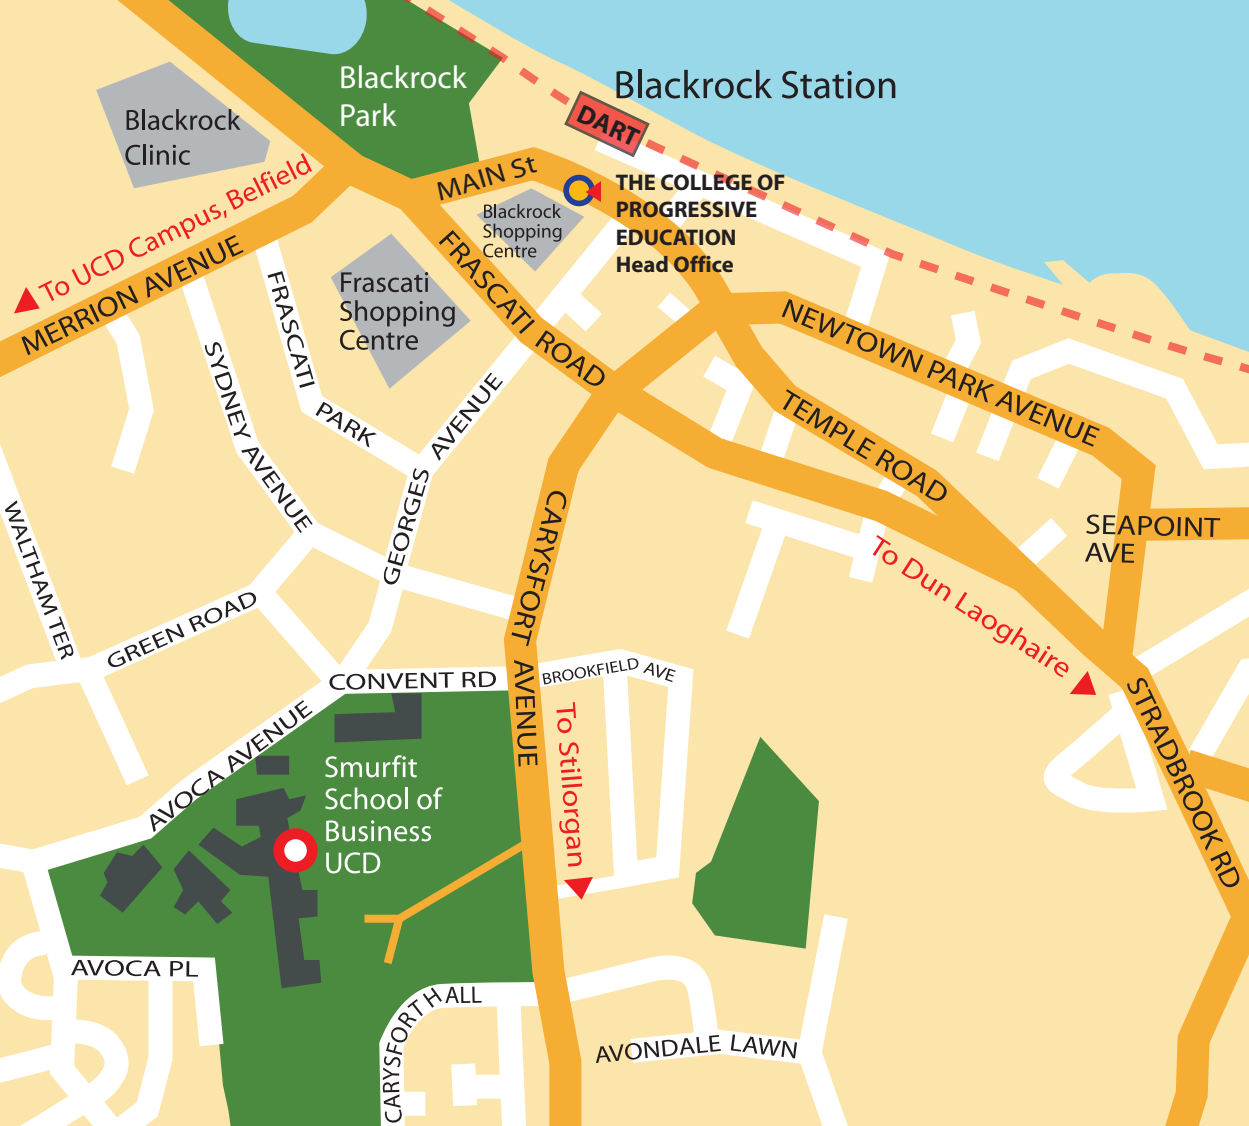 Blackrock Station
DART
Blackrock
Park
Blackrock
Clinic
To UCD Campus, Belfield
MERRION AVENUE
MAIN St
THE COLLEGE OF
PROGRESSIVE
EDUCATION
Head Office
Blackrock
Shopping
Centre
FRASCATI ROAD
Frascati
Shopping
Centre
FRASCATI PARK
SYDNEY AVENUE
GEORGES AVENUE
NEWTOWN PARK AVENUE
TEMPLE ROAD
SEAPOINT
AVE
To Dun Laoghaire
WALTHAM TER
GREEN ROAD
CARYSFORT AVENUE
CONVENT RD
BROOKFIELD AVE
STRADBROOK RD
AVOCA AVENUE
To Stillorgan
Smurfit
School of
Business
UCD
AVOCA PL
CARYSFORT HALL
AVONDALE LAWN